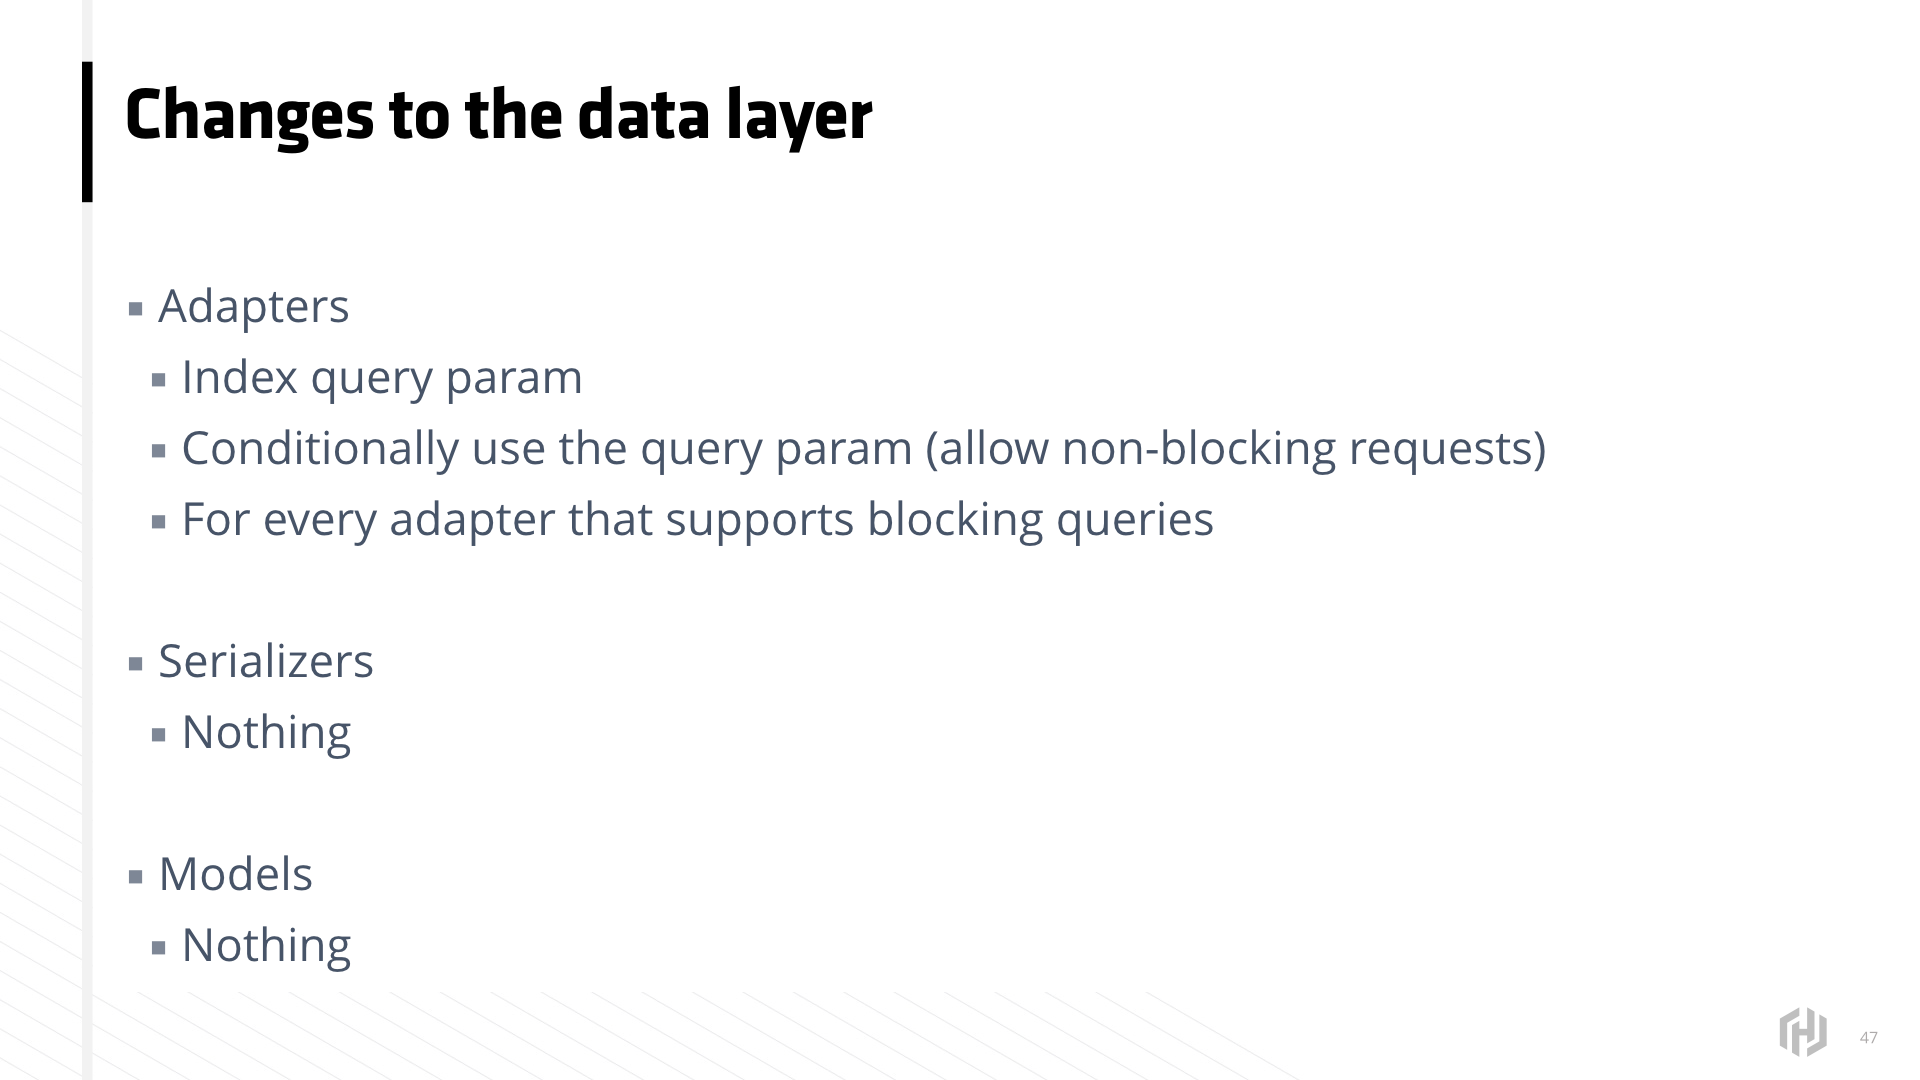 Changes to the data layer
▪ Adapters
▪ Index query param
▪ Conditionally use the query param (allow non-blocking requests)
▪ For every adapter that supports blocking queries
▪ Serializers
▪ Nothing
▪ Models
▪ Nothing
47